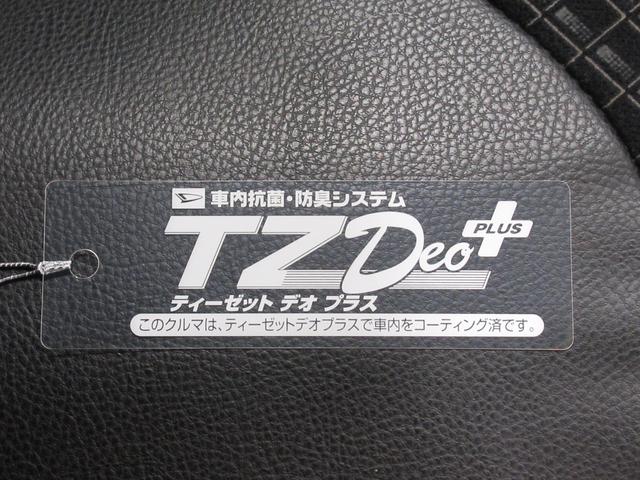 車内抗菌・防臭システム
TZ Deo PLUS
ティーゼット デオ プラス
このクルマは、ティーゼットデオプラスで車内をコーティング済です。